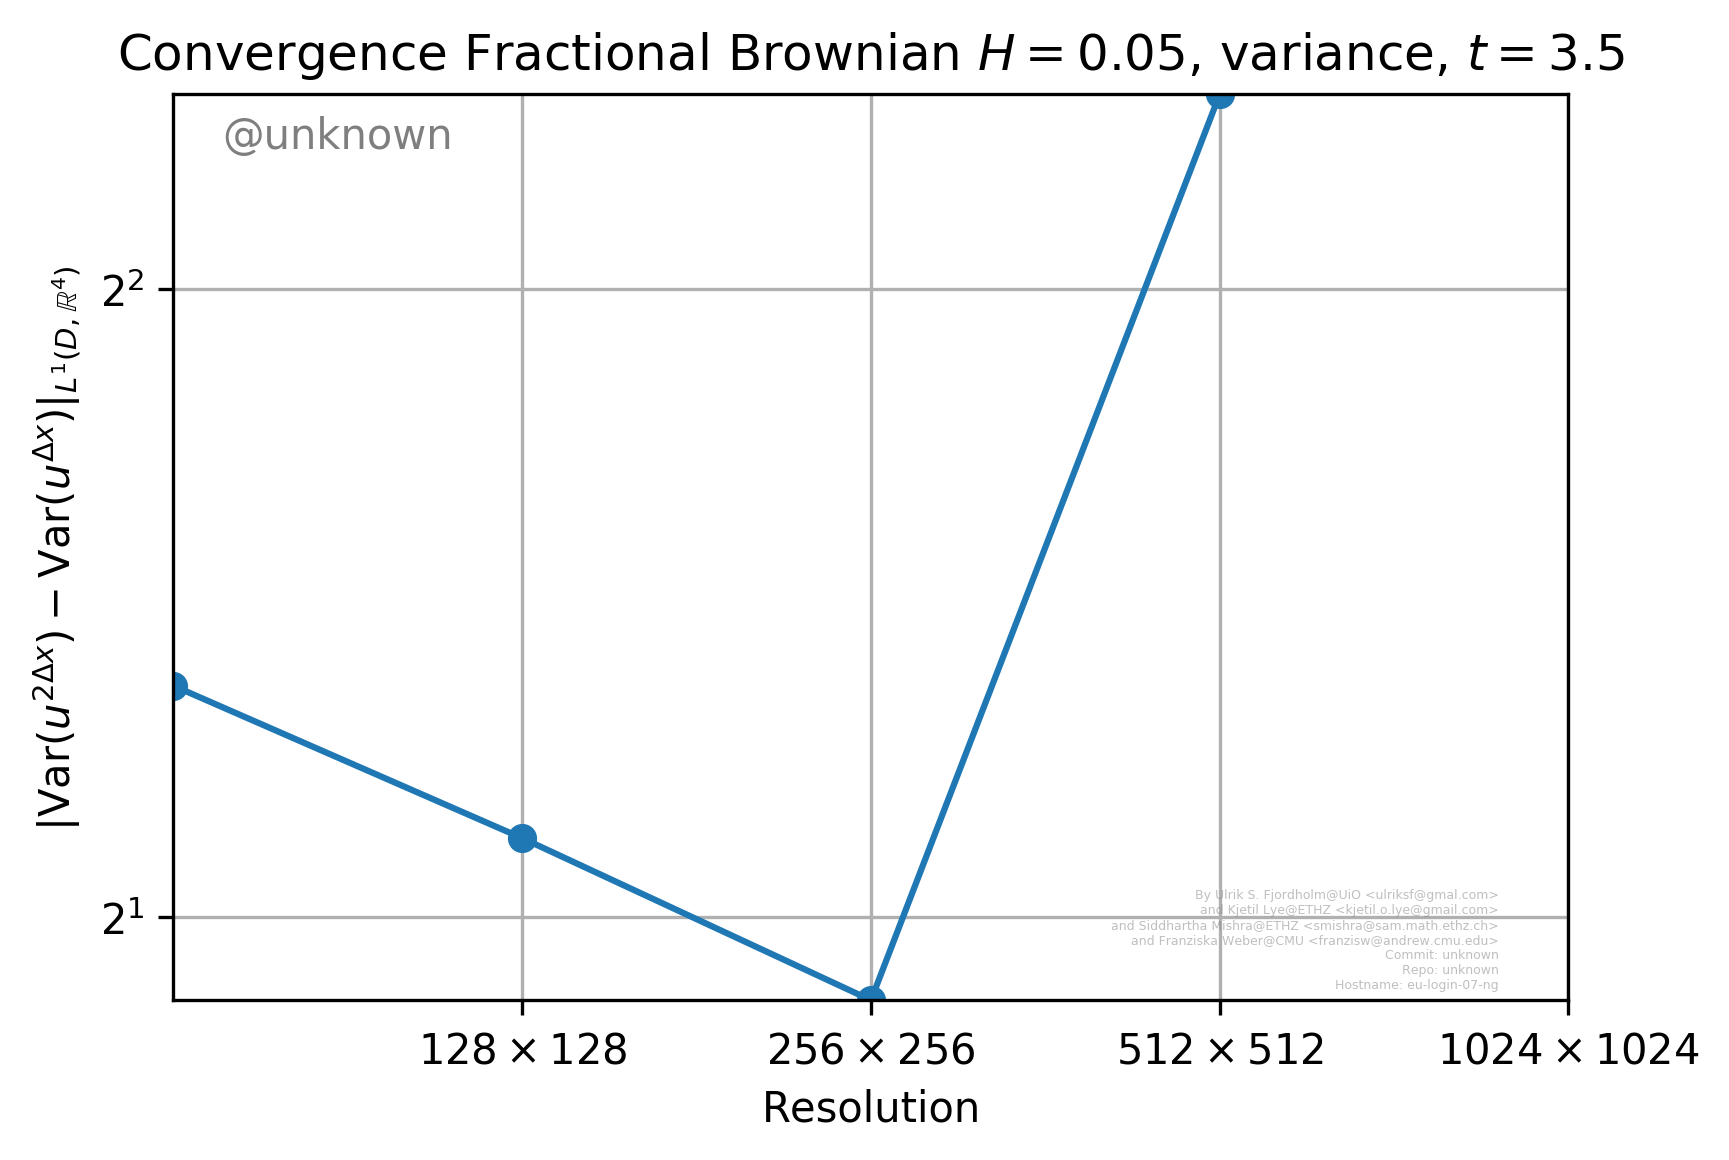 Convergence Fractional Brownian H = 0.05, variance, t = 3.5
@unknown
|Var(u^{2Δx}) − Var(u^{Δx})|_{L^1(D, ℝ^4)}
2^2
2^1
By Ulrik S. Fjordholm@UiO <ulriksf@gmal.com>
and Kjetil Lye@ETHZ <kjetil.o.lye@gmail.com>
and Siddhartha Mishra@ETHZ <smishra@sam.math.ethz.ch>
and Franziska Weber@CMU <franzisw@andrew.cmu.edu>
Commit: unknown
Repo: unknown
Hostname: eu-login-07-ng
128 × 128 256 × 256 512 × 512 1024 × 1024
Resolution